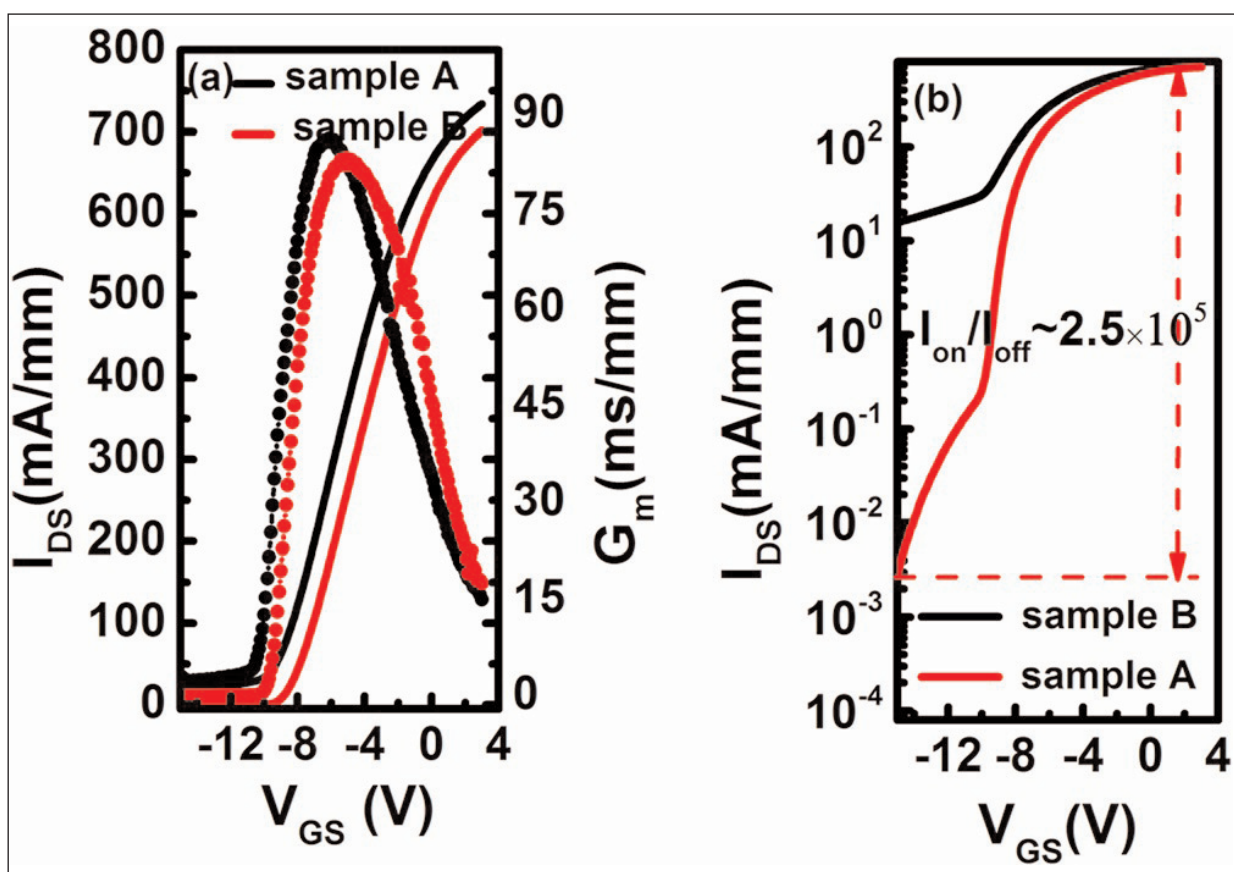 (a)
sample A
sample B
800
700
600
500
400
300
200
100
0
I_DS(mA/mm)
90
75
60
45
30
15
0
G_m(ms/mm)
-12 -8 -4 0 4
V_GS (V)
(b)
10^2
10^1
10^0
10^-1
10^-2
10^-3
10^-4
I_DS(mA/mm)
I_on/I_off~2.5×10^5
sample B
sample A
-12 -8 -4 0 4
V_GS(V)